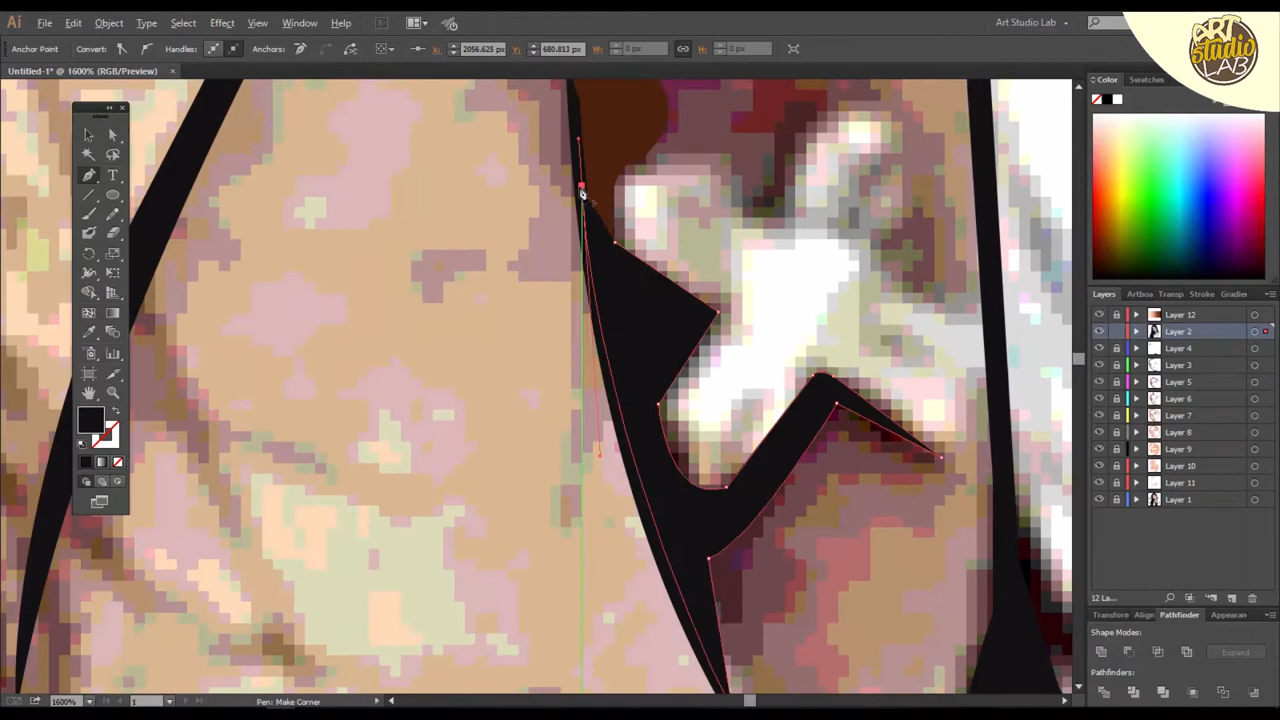 Ai File Edit Object Type Select Effect View Window Help Art Studio Lab
ART studio LAB
Anchor Point Convert: Handles: Anchors: X: 2056.625 px Y: 680.813 px W: 0 px H: 0 px
Untitled-1* @ 1600% (RGB/Preview) ×
Color Swatches
Layers Artboa Transp Stroke Gradier
Layer 12
Layer 2
Layer 4
Layer 3
Layer 5
Layer 6
Layer 7
Layer 8
Layer 9
Layer 10
Layer 11
Layer 1
12 La...
Transform Align Pathfinder Appearan
Shape Modes:
Expand
Pathfinders:
1600% 1 Pen: Make Corner